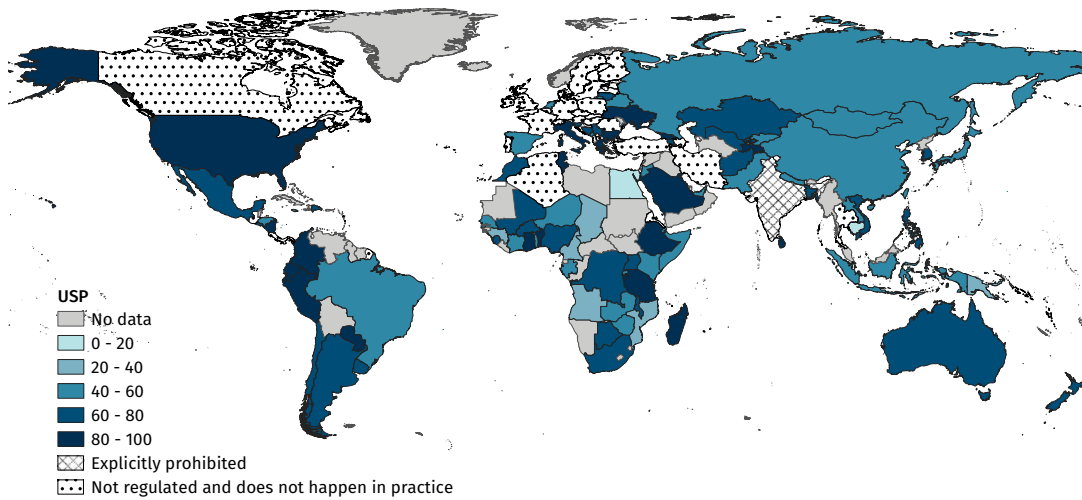 USP
No data
0 - 20
20 - 40
40 - 60
60 - 80
80 - 100
Explicitly prohibited
Not regulated and does not happen in practice